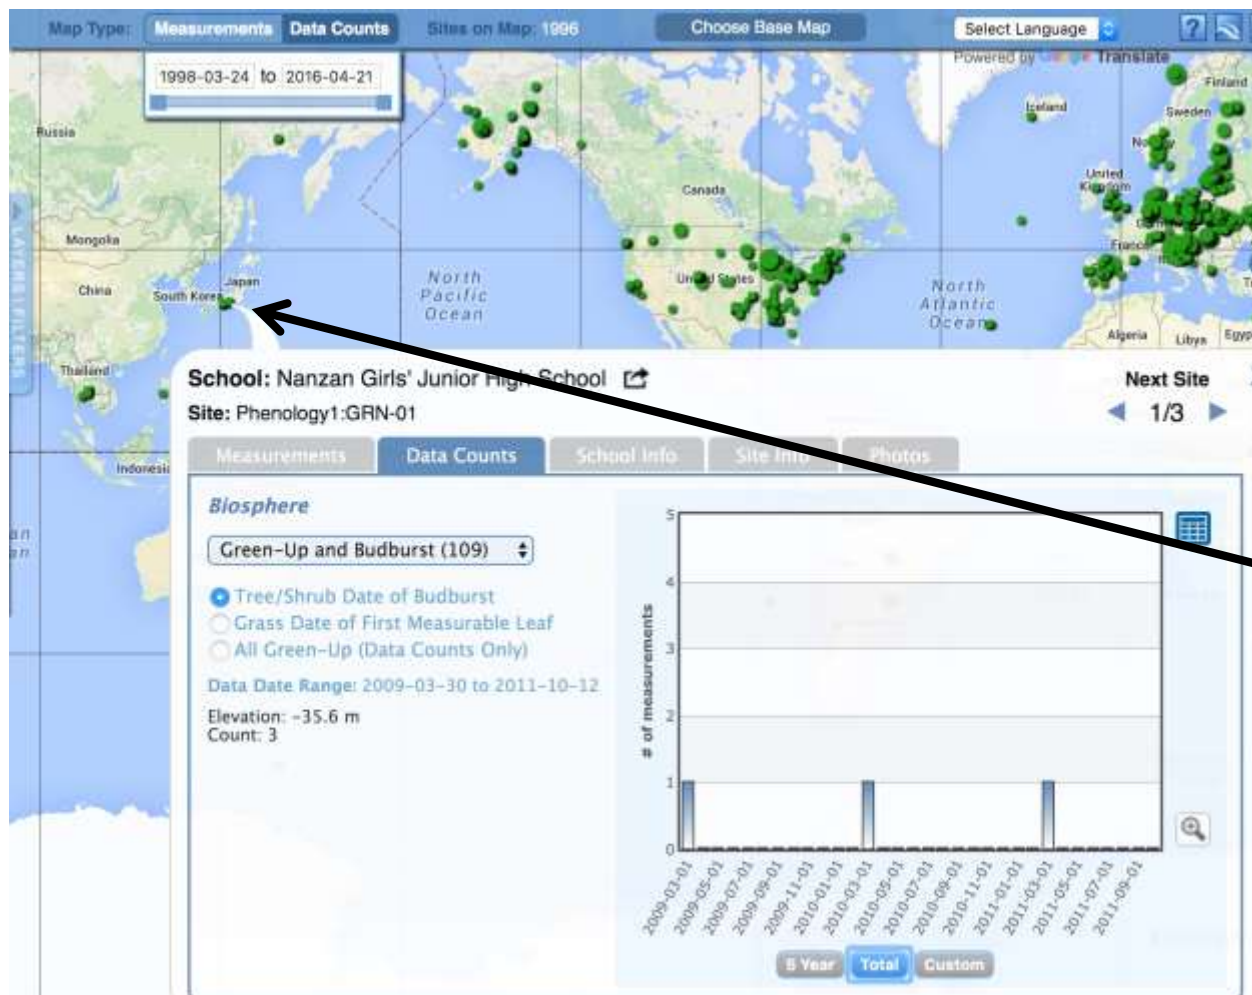 Map Type: Measurements Data Counts Sites on Map: 1996 Choose Base Map Select Language ?
1998-03-24 to 2016-04-21
Powered by Google Translate
Finland
Iceland
Sweden
Russia
United
Kingdom
Canada
Mongolia
France
LAYERS | FILTERS
China
Japan
South Korea
North
Pacific
Ocean
United States
North
Atlantic
Ocean
Algeria
Libya
Egyp
Thailand
School: Nanzan Girls' Junior High School
Next Site
Site: Phenology1:GRN-01
1/3
Indonesia
Measurements Data Counts School Info Site Info Photos
Biosphere
Green-Up and Budburst (109)
Tree/Shrub Date of Budburst
Grass Date of First Measurable Leaf
All Green-Up (Data Counts Only)
Data Date Range: 2009-03-30 to 2011-10-12
Elevation: -35.6 m
Count: 3
# of measurements
5
4
3
2
1
0
2009-03-01
2009-05-01
2009-07-01
2009-09-01
2009-11-01
2010-01-01
2010-03-01
2010-05-01
2010-07-01
2010-09-01
2010-11-01
2011-01-01
2011-03-01
2011-05-01
2011-07-01
2011-09-01
5 Year Total Custom